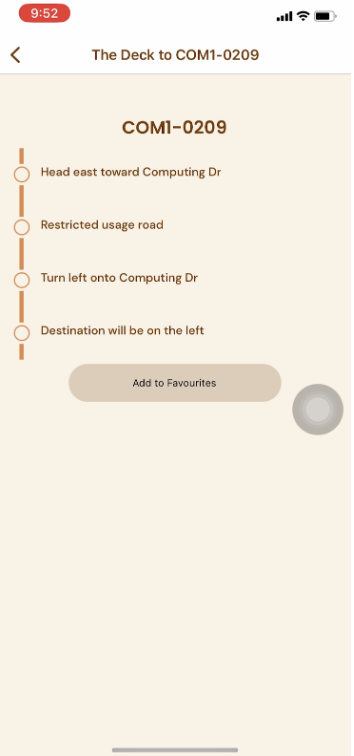 9:52
The Deck to COM1-0209
COM1-0209
Head east toward Computing Dr
Restricted usage road
Turn left onto Computing Dr
Destination will be on the left
Add to Favourites